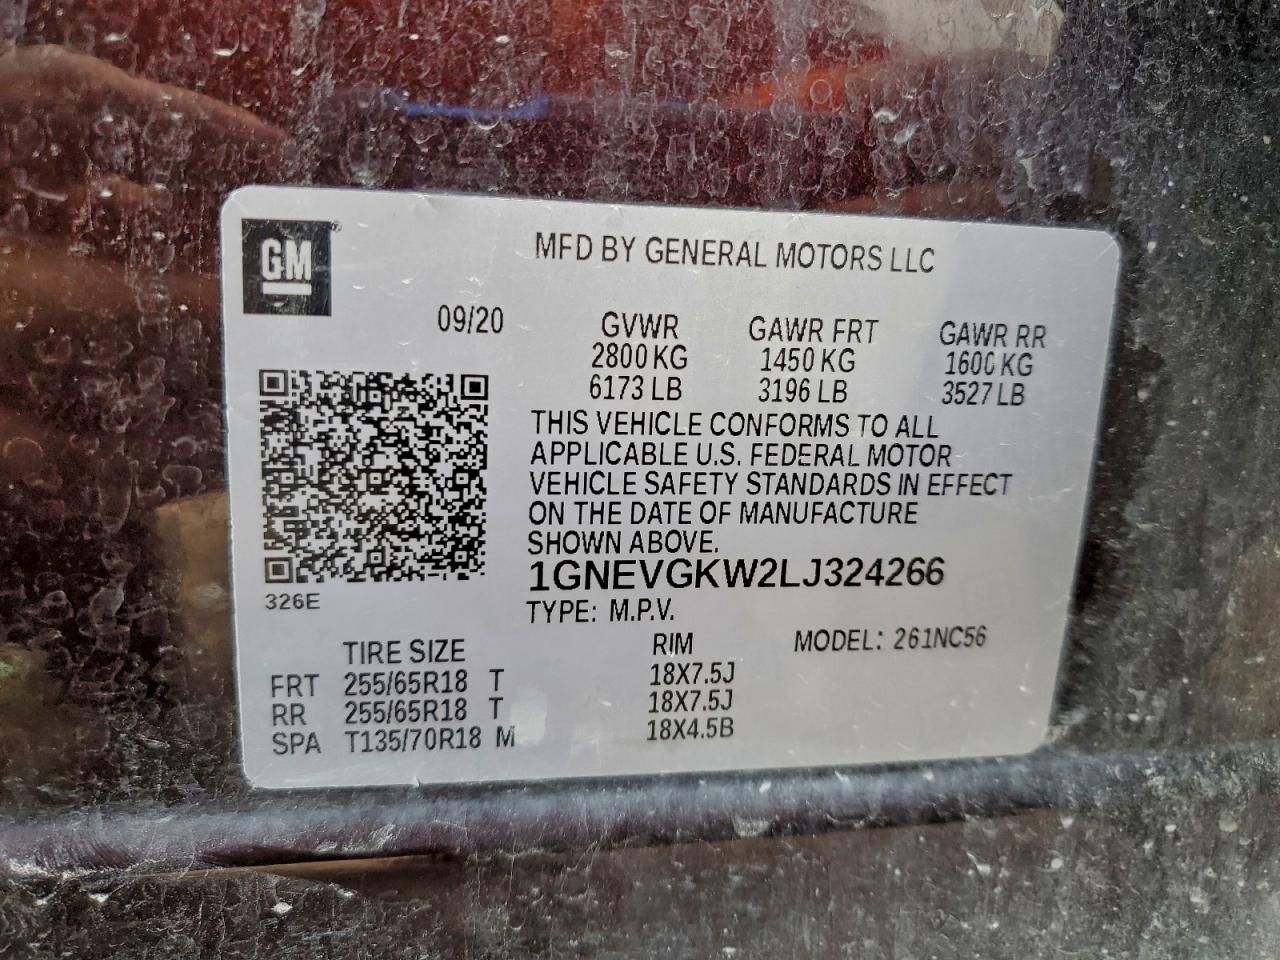 GM
MFD BY GENERAL MOTORS LLC
09/20 GVWR GAWR FRT GAWR RR
2800 KG 1450 KG 1600 KG
6173 LB 3196 LB 3527 LB
THIS VEHICLE CONFORMS TO ALL
APPLICABLE U.S. FEDERAL MOTOR
VEHICLE SAFETY STANDARDS IN EFFECT
ON THE DATE OF MANUFACTURE
SHOWN ABOVE.
1GNEVGKW2LJ324266
326E
TYPE: M.P.V.
TIRE SIZE RIM MODEL: 261NC56
FRT 255/65R18 T 18X7.5J
RR 255/65R18 T 18X7.5J
SPA T135/70R18 M 18X4.5B